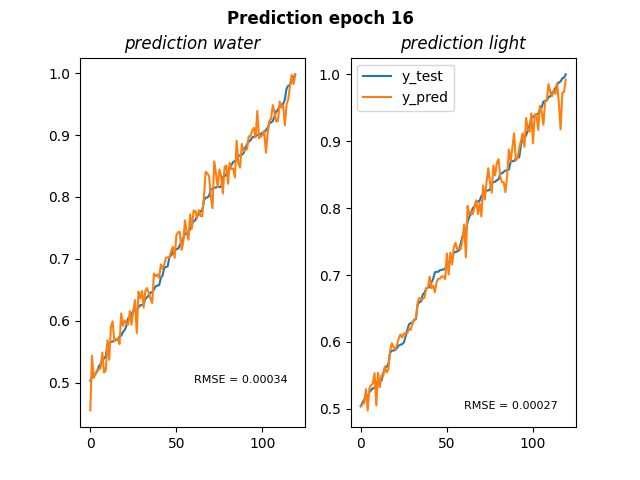 Prediction epoch 16
prediction water
1.0
0.9
0.8
0.7
0.6
0.5
RMSE = 0.00034
0 50 100
prediction light
y_test
y_pred
1.0
0.9
0.8
0.7
0.6
0.5
RMSE = 0.00027
0 50 100